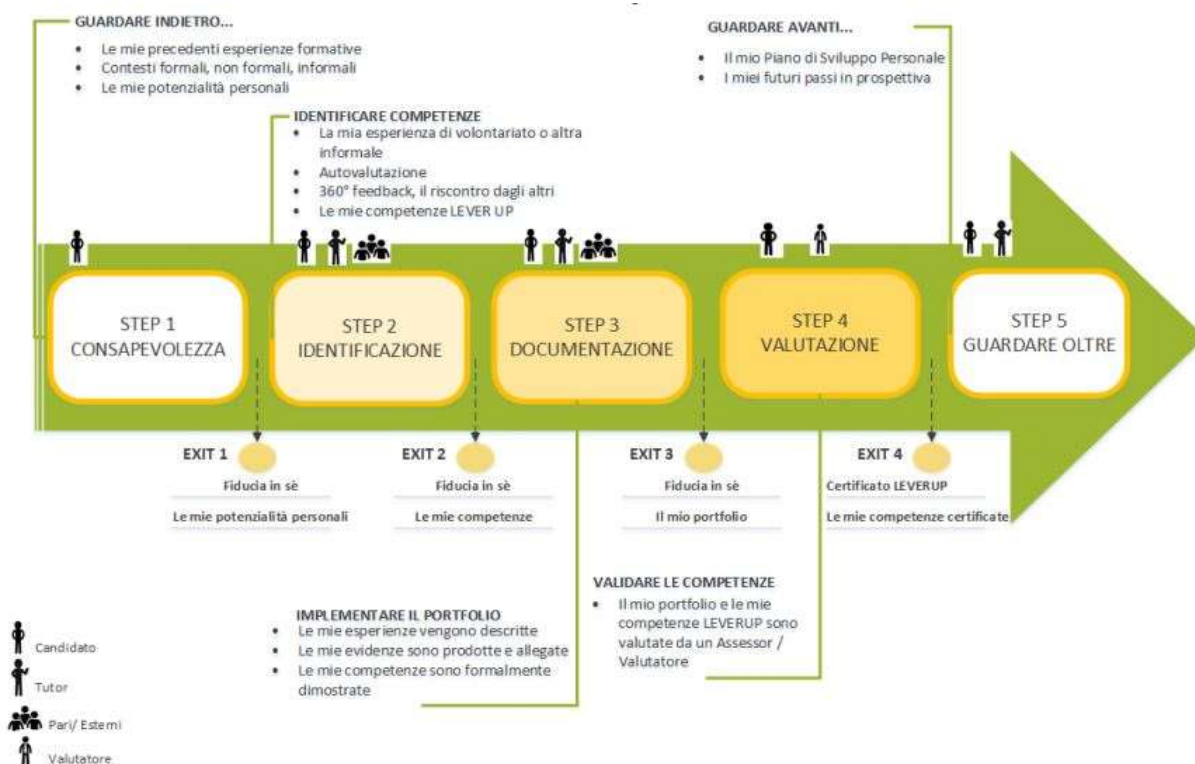 GUARDARE INDIETRO...
• Le mie precedenti esperienze formative
• Contesti formali, non formali, informali
• Le mie potenzialità personali
IDENTIFICARE COMPETENZE
• La mia esperienza di volontariato o altra
informale
• Autovalutazione
• 360° feedback, il riscontro dagli altri
• Le mie competenze LEVER UP
GUARDARE AVANTI...
• Il mio Piano di Sviluppo Personale
• I miei futuri passi in prospettiva
STEP 1
CONSAPEVOLEZZA
STEP 2
IDENTIFICAZIONE
STEP 3
DOCUMENTAZIONE
STEP 4
VALUTAZIONE
STEP 5
GUARDARE OLTRE
EXIT 1
Fiducia in sè
Le mie potenzialità personali
EXIT 2
Fiducia in sè
Le mie competenze
EXIT 3
Fiducia in sè
Il mio portfolio
EXIT 4
Certificato LEVERUP
Le mie competenze certificate
IMPLEMENTARE IL PORTFOLIO
• Le mie esperienze vengono descritte
• Le mie evidenze sono prodotte e allegate
• Le mie competenze sono formalmente
dimostrate
VALIDARE LE COMPETENZE
• Il mio portfolio e le mie
competenze LEVERUP sono
valutate da un Assessor /
Valutatore
Candidato
Tutor
Pari/ Esterni
Valutatore